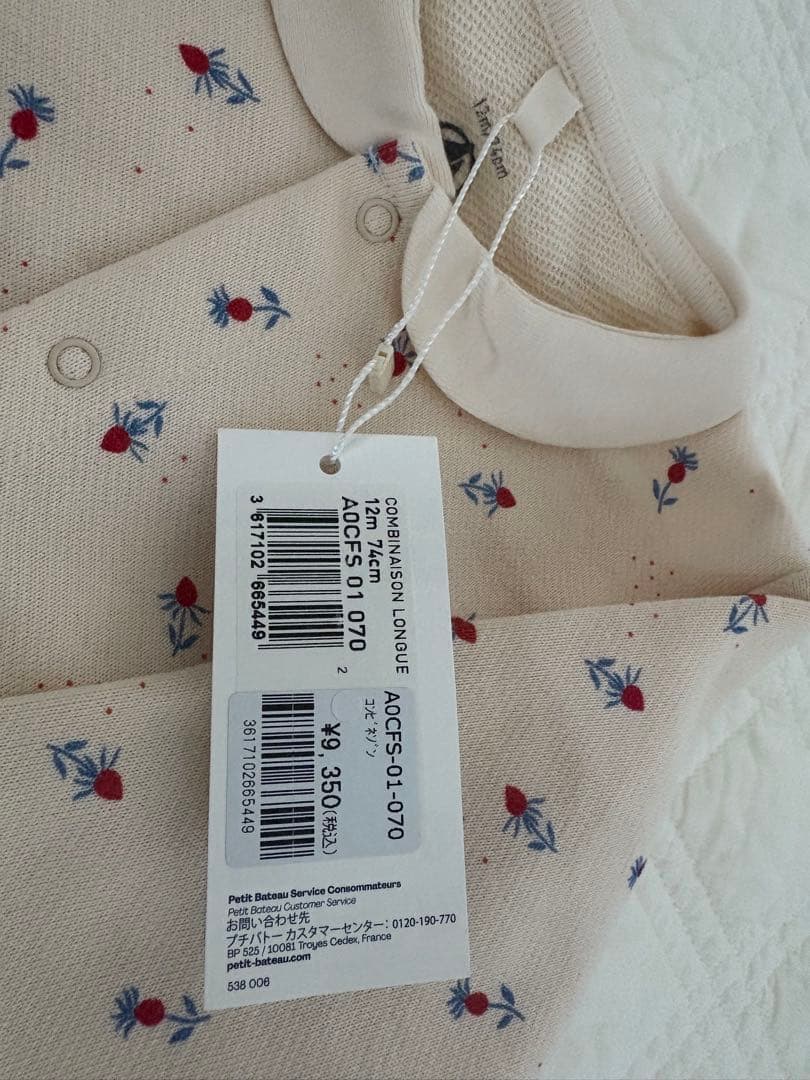 12m/74cm
COMBINAISON LONGUE
12m 74cm
A0CFS 01 070
3 617102 665449
2
A0CFS-01-070
ｺﾝﾋﾞﾈｿﾞﾝ
¥9,350(税込)
3617102665449
Petit Bateau Service Consommateurs
Petit Bateau Customer Service
お問い合わせ先
プチバトー カスタマーセンター: 0120-190-770
BP 525 / 10081 Troyes Cedex, France
petit-bateau.com
538 006